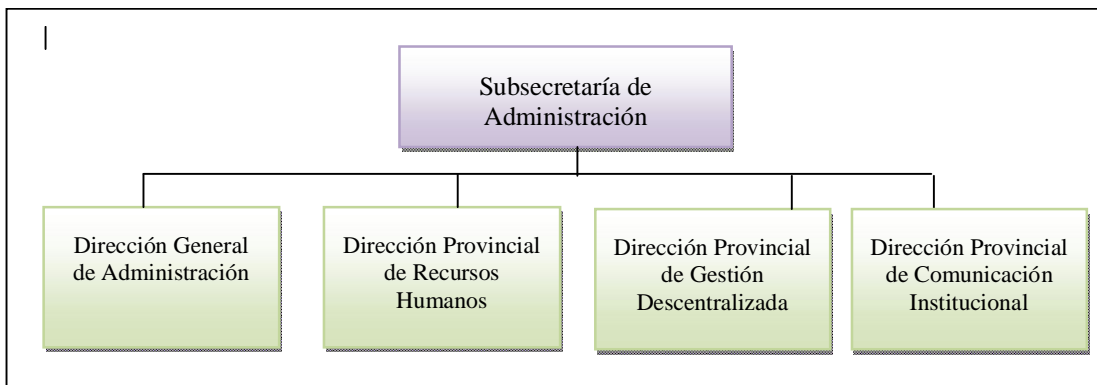 Subsecretaría de
Administración
Dirección General
de Administración
Dirección Provincial
de Recursos
Humanos
Dirección Provincial
de Gestión
Descentralizada
Dirección Provincial
de Comunicación
Institucional